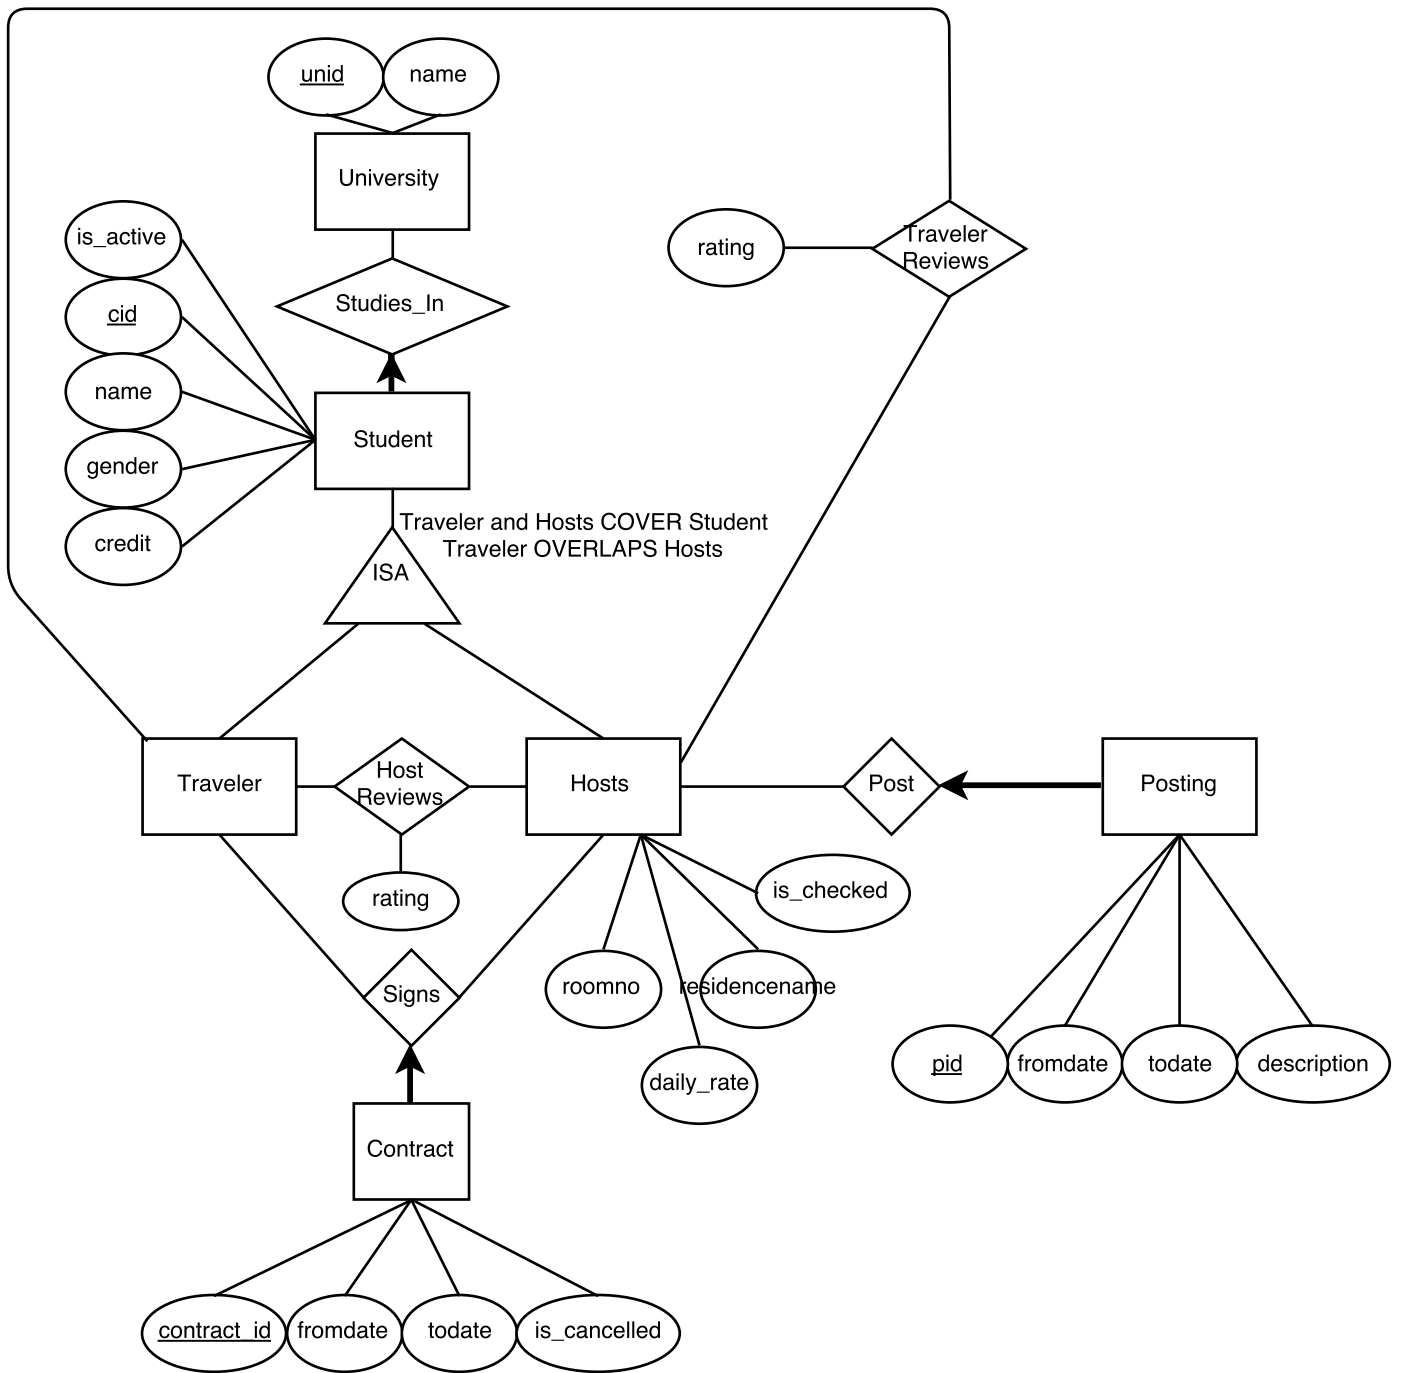 unid
name
University
is_active
Traveler
Reviews
rating
cid
Studies_In
name
Student
gender
Traveler and Hosts COVER Student
Traveler OVERLAPS Hosts
credit
ISA
Traveler
Host
Reviews
Hosts
Post
Posting
rating
is_checked
Signs
roomno
residencename
daily_rate
pid
fromdate
todate
description
Contract
contract_id
fromdate
todate
is_cancelled